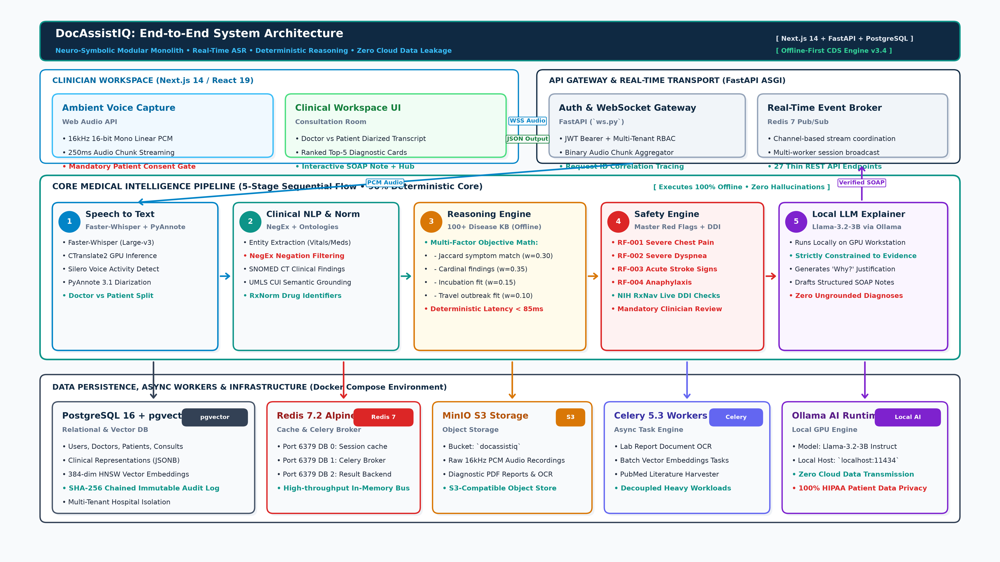 DocAssistIQ: End-to-End System Architecture
Neuro-Symbolic Modular Monolith • Real-Time ASR • Deterministic Reasoning • Zero Cloud Data Leakage
[ Next.js 14 + FastAPI + PostgreSQL ]
[ Offline-First CDS Engine v3.4 ]
CLINICIAN WORKSPACE (Next.js 14 / React 19)
Ambient Voice Capture
Web Audio API
• 16kHz 16-bit Mono Linear PCM
• 250ms Audio Chunk Streaming
• Mandatory Patient Consent Gate
Clinical Workspace UI
Consultation Room
• Doctor vs Patient Diarized Transcript
• Ranked Top-5 Diagnostic Cards
• Interactive SOAP Note + Hub
WSS Audio
JSON Output
API GATEWAY & REAL-TIME TRANSPORT (FastAPI ASGI)
Auth & WebSocket Gateway
FastAPI (`ws.py`)
• JWT Bearer + Multi-Tenant RBAC
• Binary Audio Chunk Aggregator
• Request ID Correlation Tracing
Real-Time Event Broker
Redis 7 Pub/Sub
• Channel-based stream coordination
• Multi-worker session broadcast
• 27 Thin REST API Endpoints
PCM Audio
Verified SOAP
CORE MEDICAL INTELLIGENCE PIPELINE (5-Stage Sequential Flow • 90% Deterministic Core)
[ Executes 100% Offline • Zero Hallucinations ]
1
Speech to Text
Faster-Whisper + PyAnnote
• Faster-Whisper (Large-v3)
• CTranslate2 GPU Inference
• Silero Voice Activity Detect
• PyAnnote 3.1 Diarization
• Doctor vs Patient Split
2
Clinical NLP & Norm
NegEx + Ontologies
• Entity Extraction (Vitals/Meds)
• NegEx Negation Filtering
• SNOMED CT Clinical Findings
• UMLS CUI Semantic Grounding
• RxNorm Drug Identifiers
3
Reasoning Engine
100+ Disease KB (Offline)
• Multi-Factor Objective Math:
• - Jaccard symptom match (w=0.30)
• - Cardinal findings (w=0.35)
• - Incubation fit (w=0.15)
• - Travel outbreak fit (w=0.10)
• Deterministic Latency < 85ms
4
Safety Engine
Master Red Flags + DDI
• RF-001 Severe Chest Pain
• RF-002 Severe Dyspnea
• RF-003 Acute Stroke Signs
• RF-004 Anaphylaxis
• NIH RxNav Live DDI Checks
• Mandatory Clinician Review
5
Local LLM Explainer
Llama-3.2-3B via Ollama
• Runs Locally on GPU Workstation
• Strictly Constrained to Evidence
• Generates 'Why?' Justification
• Drafts Structured SOAP Notes
• Zero Ungrounded Diagnoses
DATA PERSISTENCE, ASYNC WORKERS & INFRASTRUCTURE (Docker Compose Environment)
PostgreSQL 16 + pgvect
pgvector
Relational & Vector DB
• Users, Doctors, Patients, Consults
• Clinical Representations (JSONB)
• 384-dim HNSW Vector Embeddings
• SHA-256 Chained Immutable Audit Log
• Multi-Tenant Hospital Isolation
Redis 7.2 Alpine
Redis 7
Cache & Celery Broker
• Port 6379 DB 0: Session cache
• Port 6379 DB 1: Celery Broker
• Port 6379 DB 2: Result Backend
• High-throughput In-Memory Bus
MinIO S3 Storage
S3
Object Storage
• Bucket: `docassistiq`
• Raw 16kHz PCM Audio Recordings
• Diagnostic PDF Reports & OCR
• S3-Compatible Object Store
Celery 5.3 Workers
Celery
Async Task Engine
• Lab Report Document OCR
• Batch Vector Embeddings Tasks
• PubMed Literature Harvester
• Decoupled Heavy Workloads
Ollama AI Runtim
Local AI
Local GPU Engine
• Model: Llama-3.2-3B Instruct
• Local Host: `localhost:11434`
• Zero Cloud Data Transmission
• 100% HIPAA Patient Data Privacy